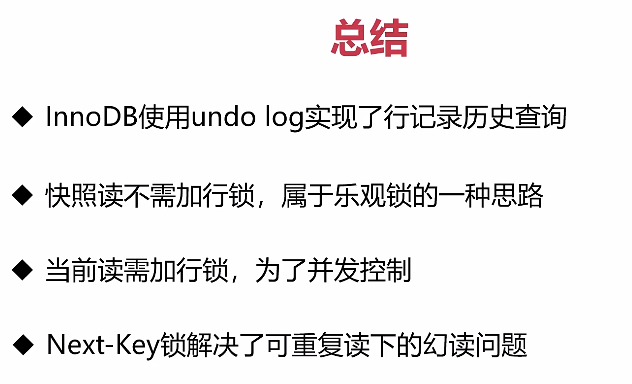 总结
◆ InnoDB使用undo log实现了行记录历史查询
◆ 快照读不需加行锁，属于乐观锁的一种思路
◆ 当前读需加行锁，为了并发控制
◆ Next-Key锁解决了可重复读下的幻读问题